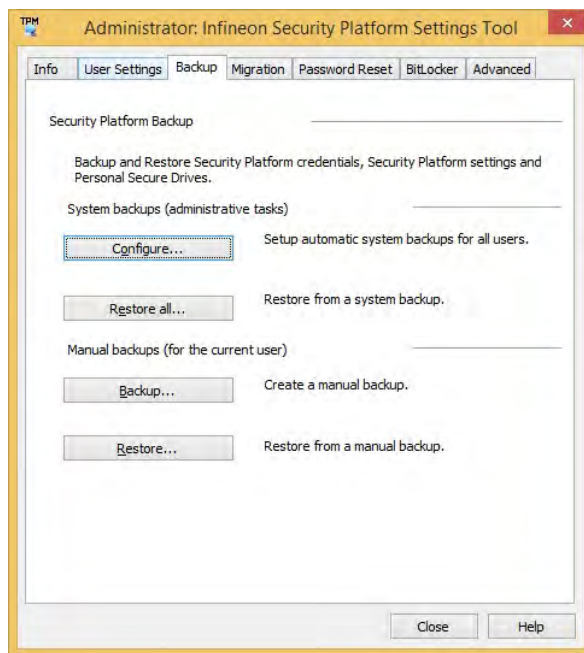 TPM
Administrator: Infineon Security Platform Settings Tool
Info User Settings Backup Migration Password Reset BitLocker Advanced
Security Platform Backup
Backup and Restore Security Platform credentials, Security Platform settings and
Personal Secure Drives.
System backups (administrative tasks)
Configure... Setup automatic system backups for all users.
Restore all... Restore from a system backup.
Manual backups (for the current user)
Backup... Create a manual backup.
Restore... Restore from a manual backup.
Close Help